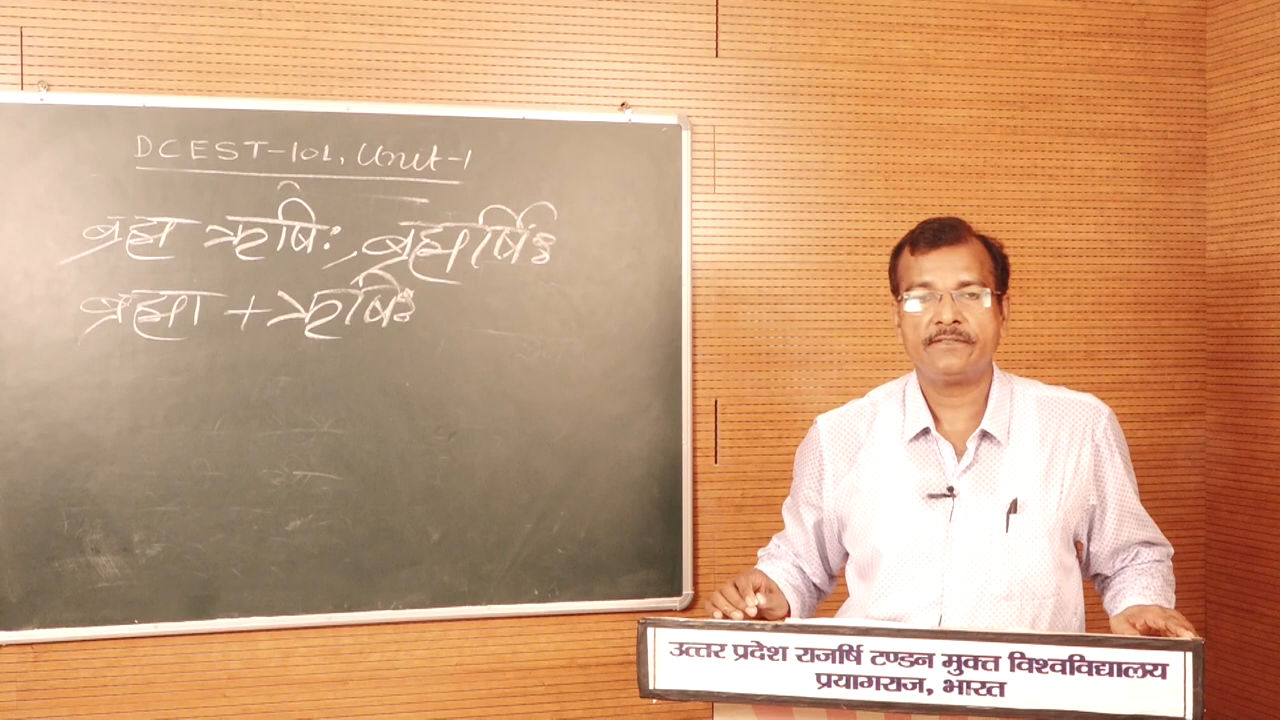 DCEST-101, Unit-1
ब्रह्म ऋषिः, ब्रह्मर्षिः
ब्रह्मा + ऋषिः
उत्तर प्रदेश राजर्षि टण्डन मुक्त विश्वविद्यालय
प्रयागराज, भारत